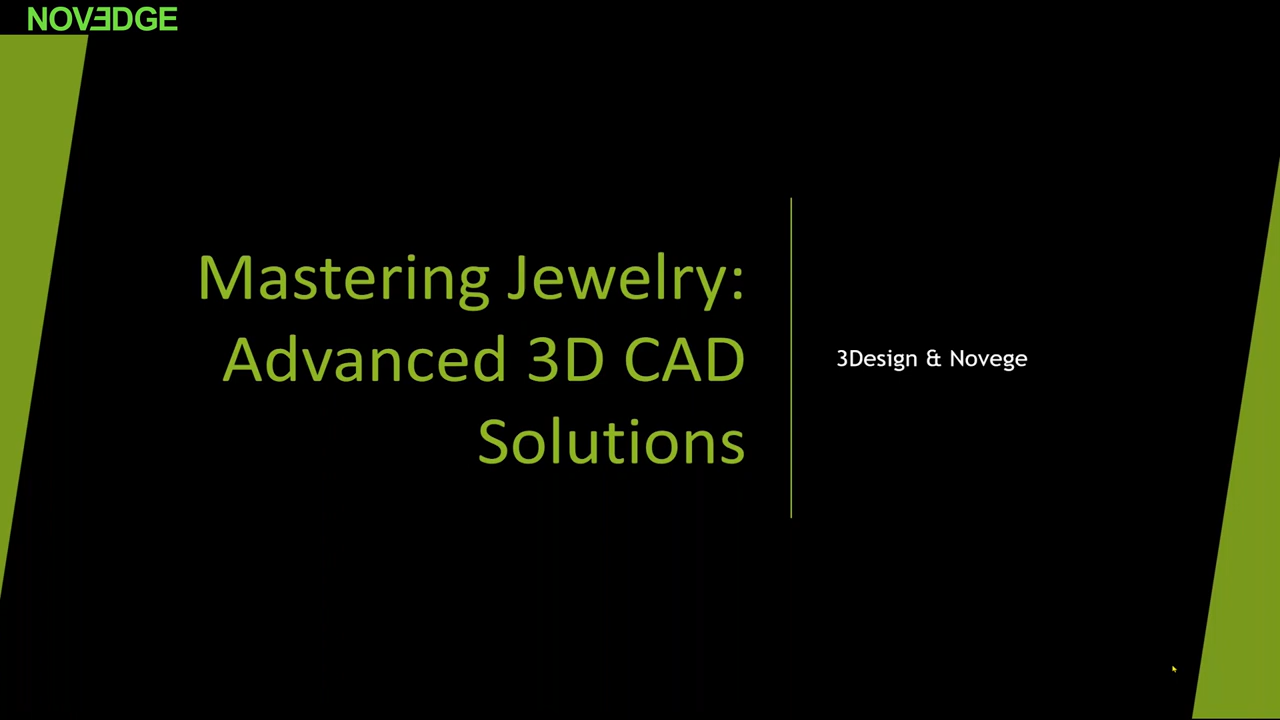 NOVEDGE
Mastering Jewelry:
Advanced 3D CAD
Solutions
3Design & Novege